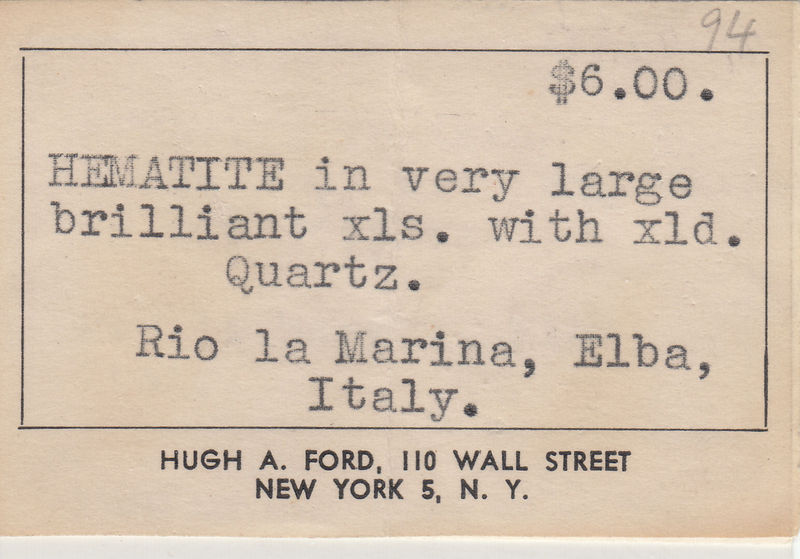 94
$6.00.
HEMATITE in very large
brilliant xls. with xld.
Quartz.
Rio la Marina, Elba,
Italy.
HUGH A. FORD, 110 WALL STREET
NEW YORK 5, N. Y.